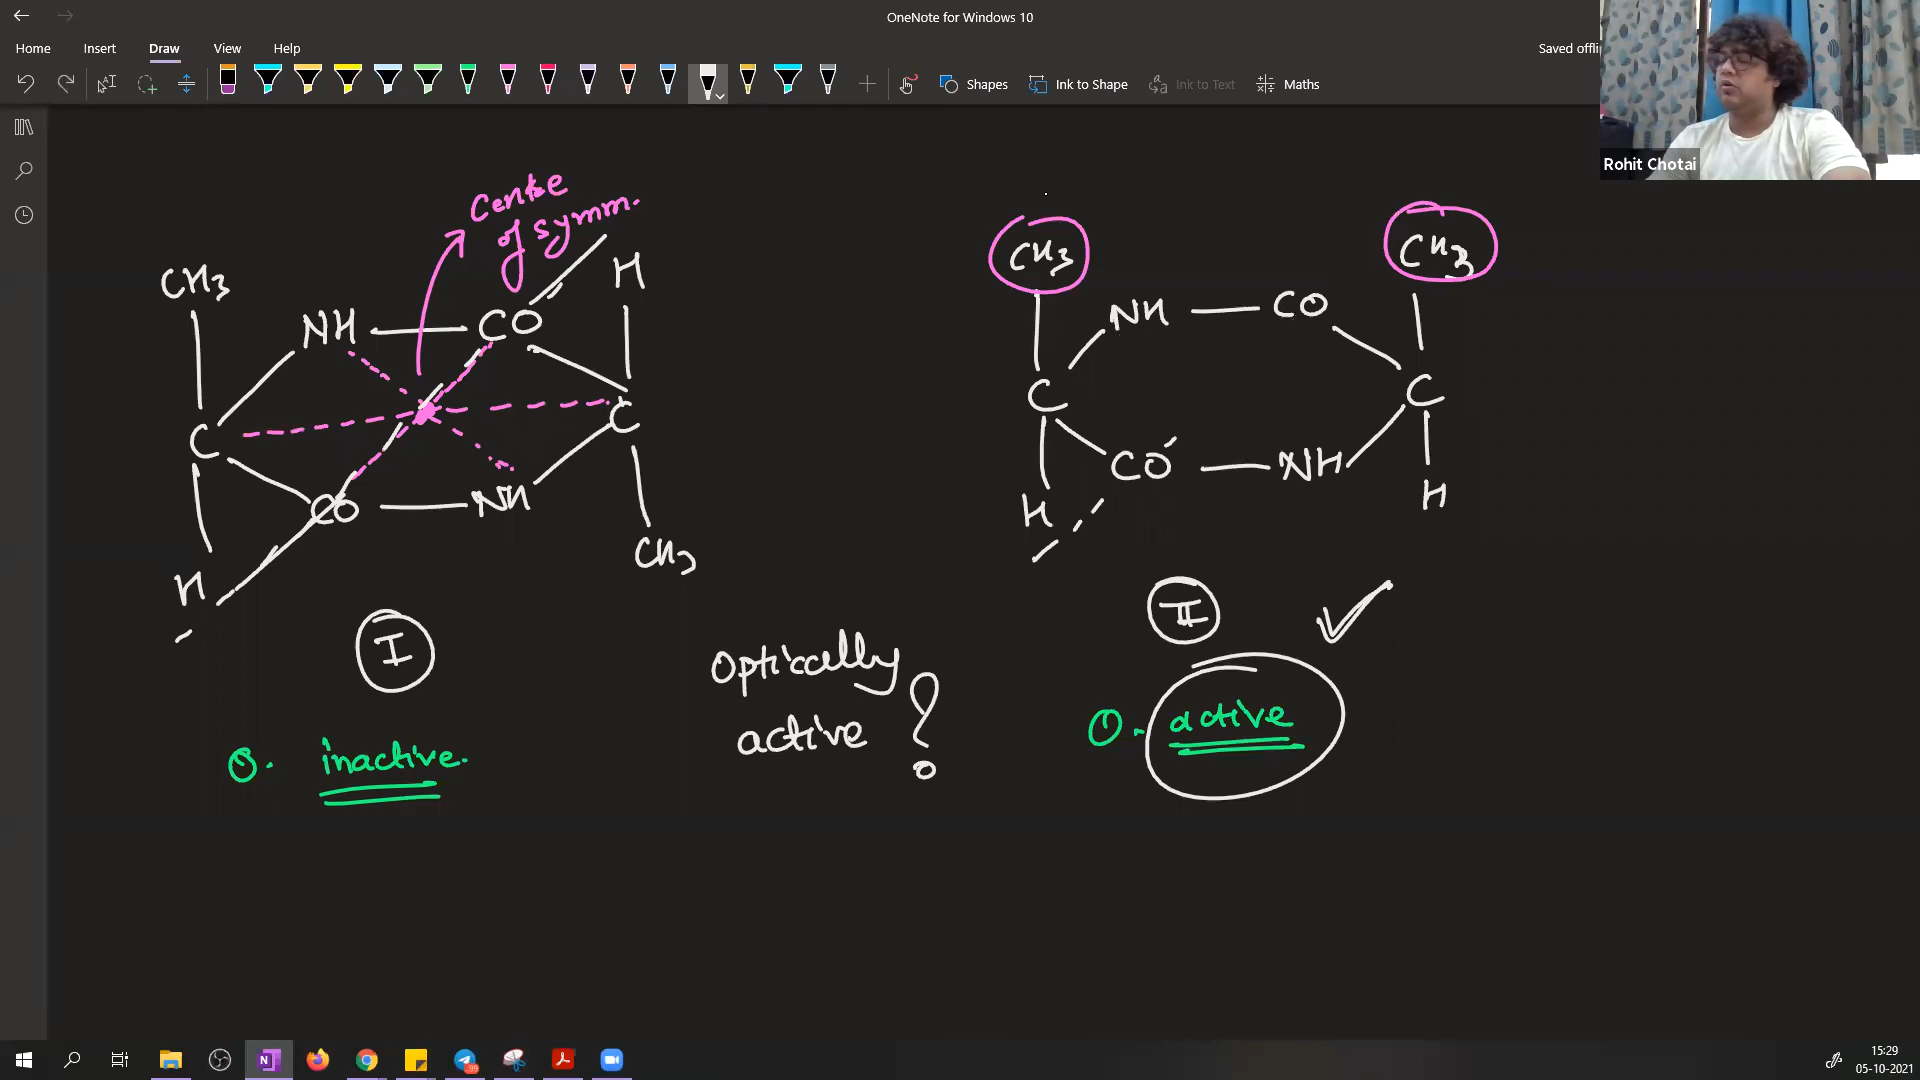 OneNote for Windows 10
Home Insert Draw View Help
Saved offli
Shapes Ink to Shape Ink to Text Maths
Rohit Chotai
Centre
of symm.
CH3
NH
CO
H
C
C
CO
NH
H
CH3
I
O. inactive.
Optically
active ?
CH3
CH3
NH
CO
C
C
CO
NH
H
H
II
O. active
15:29
05-10-2021